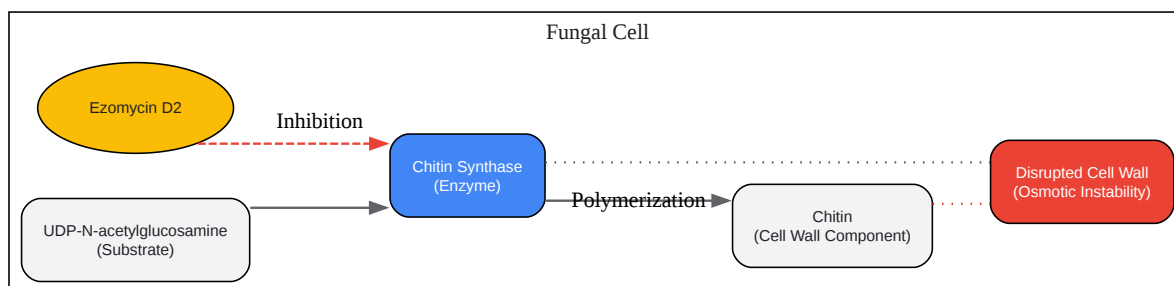 Fungal Cell
Ezomycin D2
Inhibition
Chitin Synthase
(Enzyme)
Disrupted Cell Wall
(Osmotic Instability)
UDP-N-acetylglucosamine
(Substrate)
Polymerization
Chitin
(Cell Wall Component)